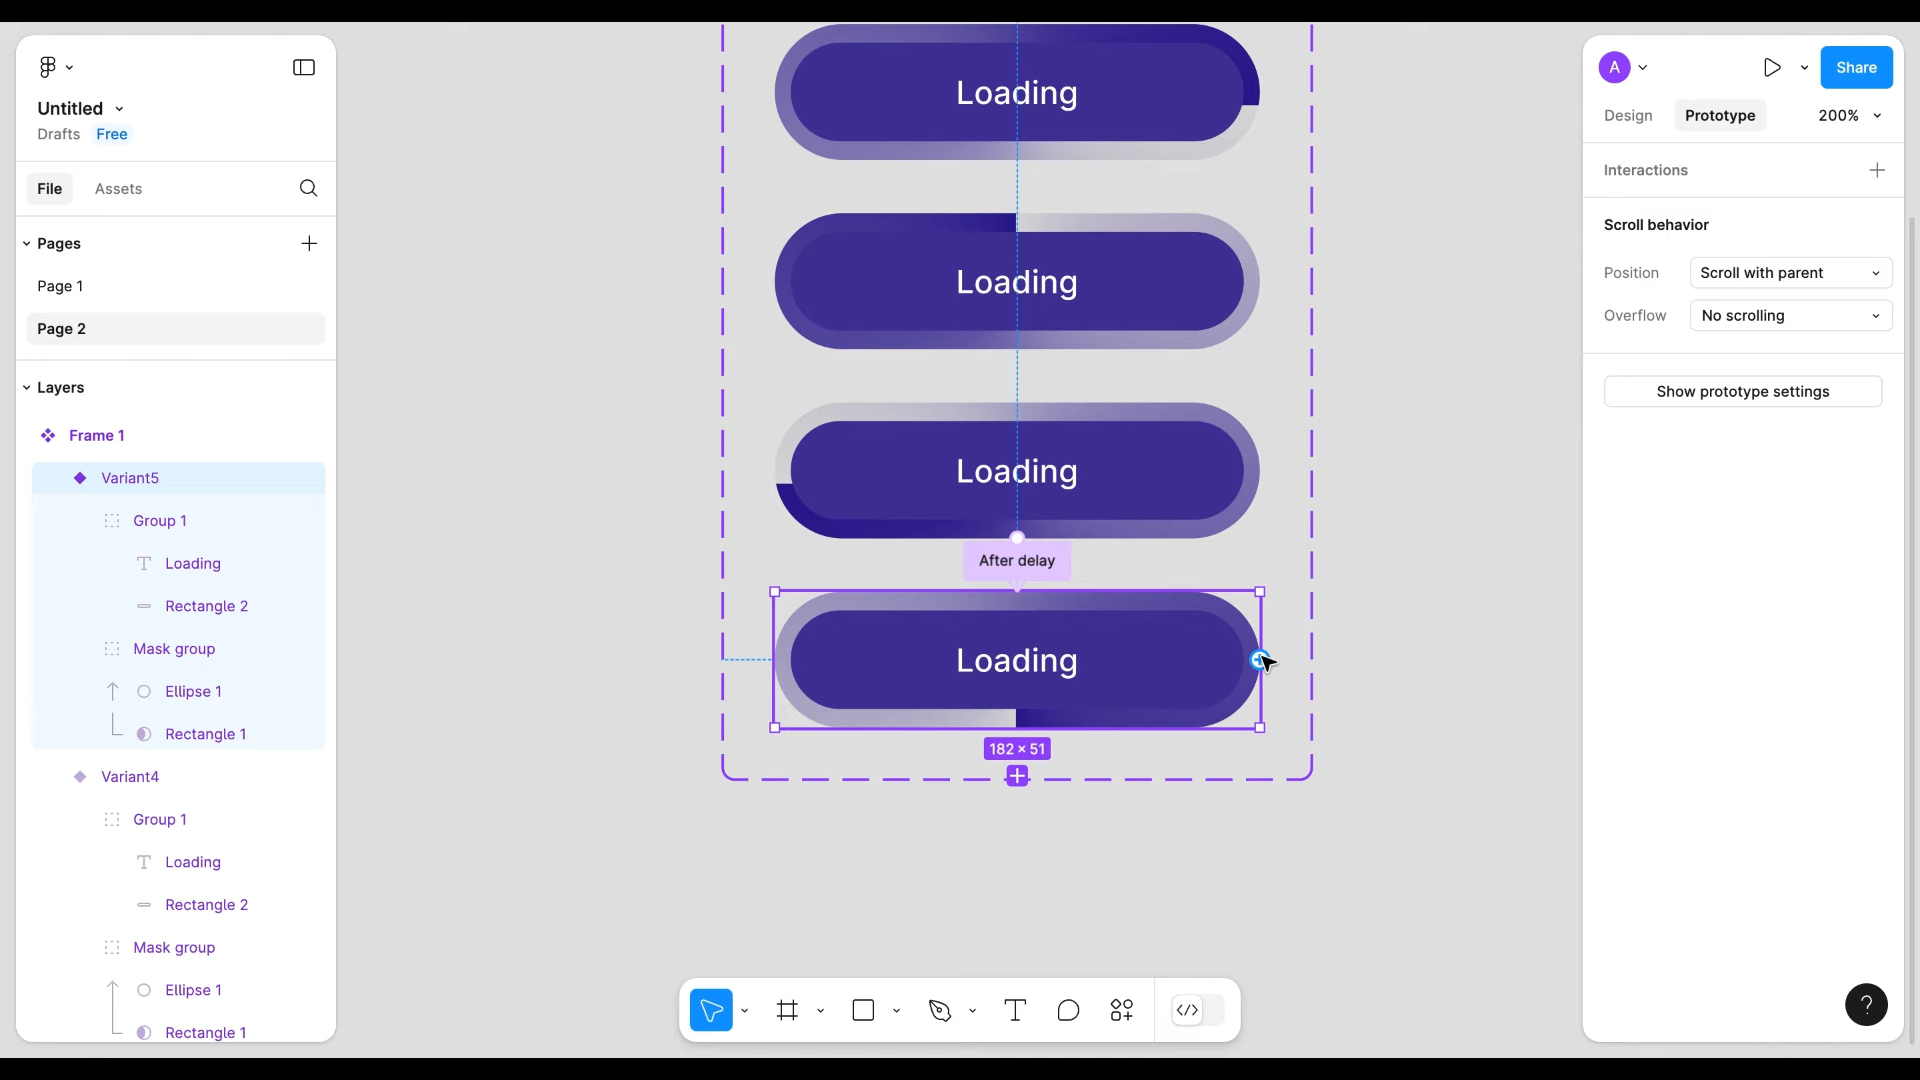 Untitled
Drafts Free
File Assets
Pages
Page 1
Page 2
Layers
Frame 1
Variant5
Group 1
Loading
Rectangle 2
Mask group
Ellipse 1
Rectangle 1
Variant4
Group 1
Loading
Rectangle 2
Mask group
Ellipse 1
Rectangle 1
Loading
Loading
Loading
After delay
Loading
182 × 51
A
Share
Design Prototype 200%
Interactions
Scroll behavior
Position Scroll with parent
Overflow No scrolling
Show prototype settings
?